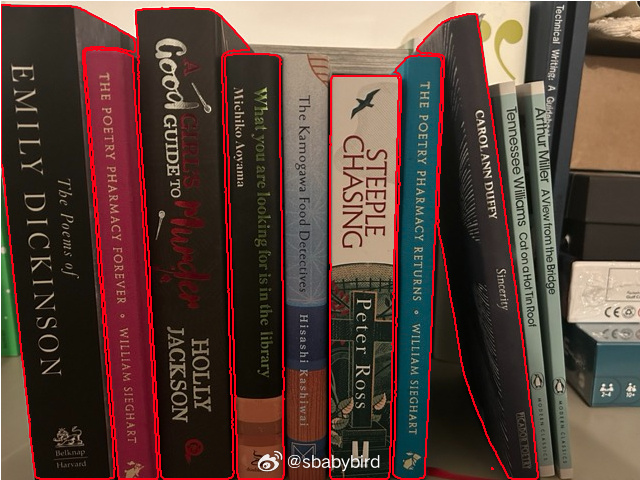 EMILY DICKINSON
The Poems of
Belknap
Harvard
THE POETRY PHARMACY FOREVER • WILLIAM SIEGHART
A
Good GIRL'S
GUIDE TO
Murder
HOLLY
JACKSON
What you are looking for is in the library
Michiko Aoyama
The Kamogawa Food Detectives
Hisashi Kashiwai
STEEPLE
CHASING
Peter Ross
THE POETRY PHARMACY RETURNS • WILLIAM SIEGHART
CAROL ANN DUFFY
Sincerity
PICADOR POETRY
Tennessee Williams Cat on a Hot Tin Roof
MODERN CLASSICS
Arthur Miller A View from the Bridge
MODERN CLASSICS
Technical Writing: A
@sbabybird